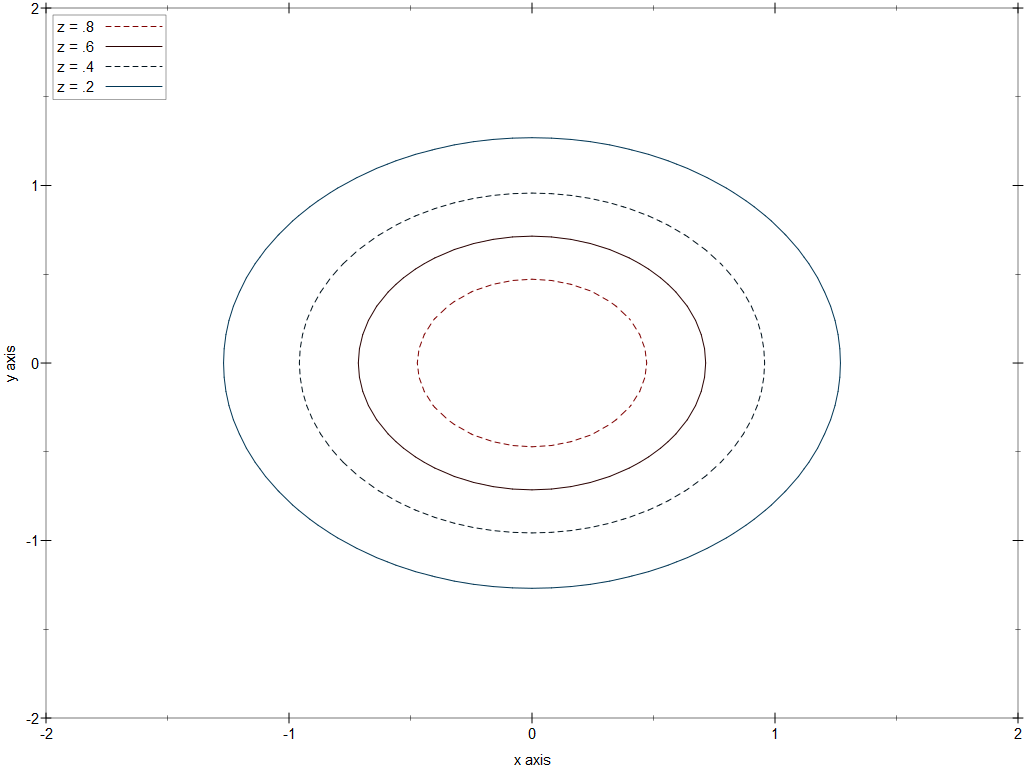 2
z = .8
z = .6
z = .4
z = .2
1
0
-1
-2
y axis
-2 -1 0 1 2
x axis